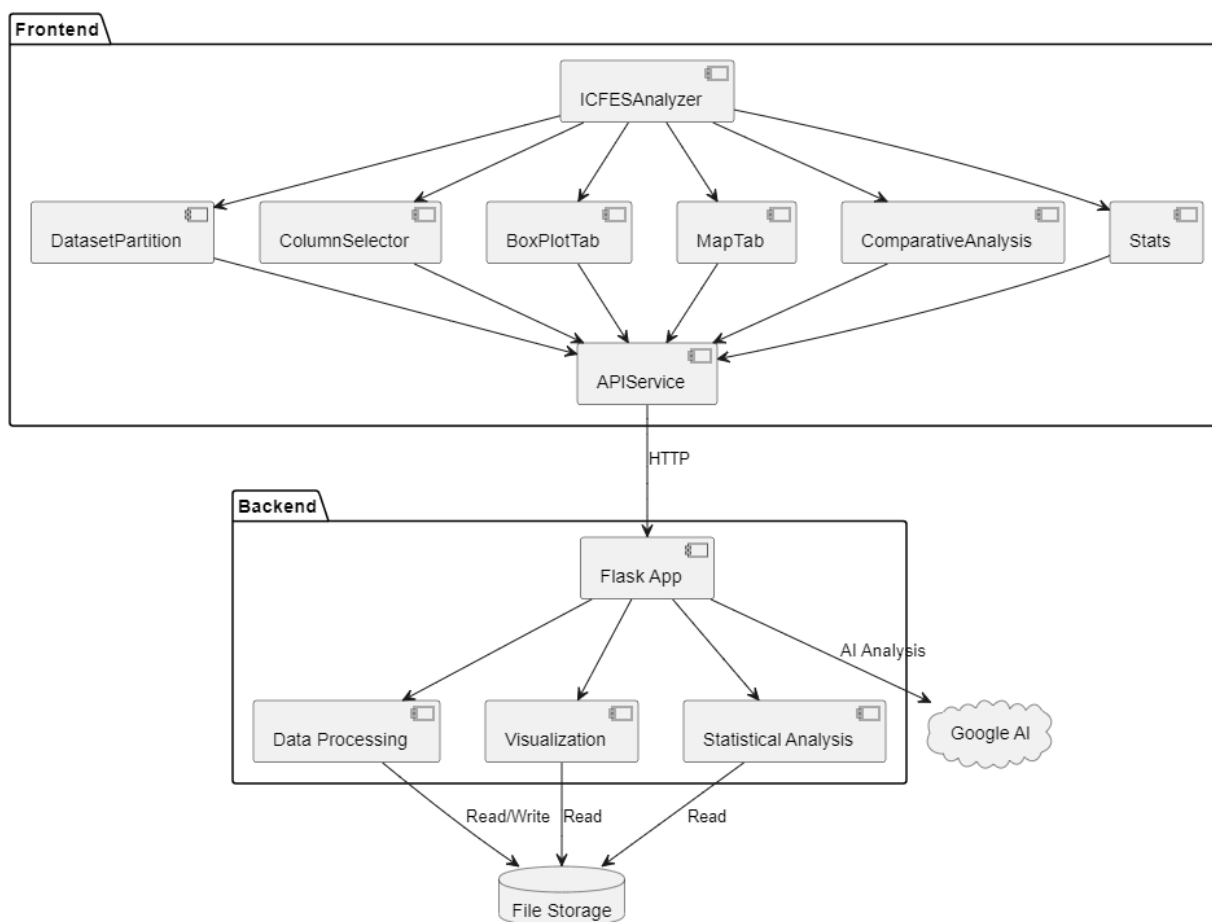 Frontend
ICFESAnalyzer
DatasetPartition
ColumnSelector
BoxPlotTab
MapTab
ComparativeAnalysis
Stats
APIService
HTTP
Backend
Flask App
AI Analysis
Data Processing
Visualization
Statistical Analysis
Google AI
Read/Write
Read
Read
File Storage